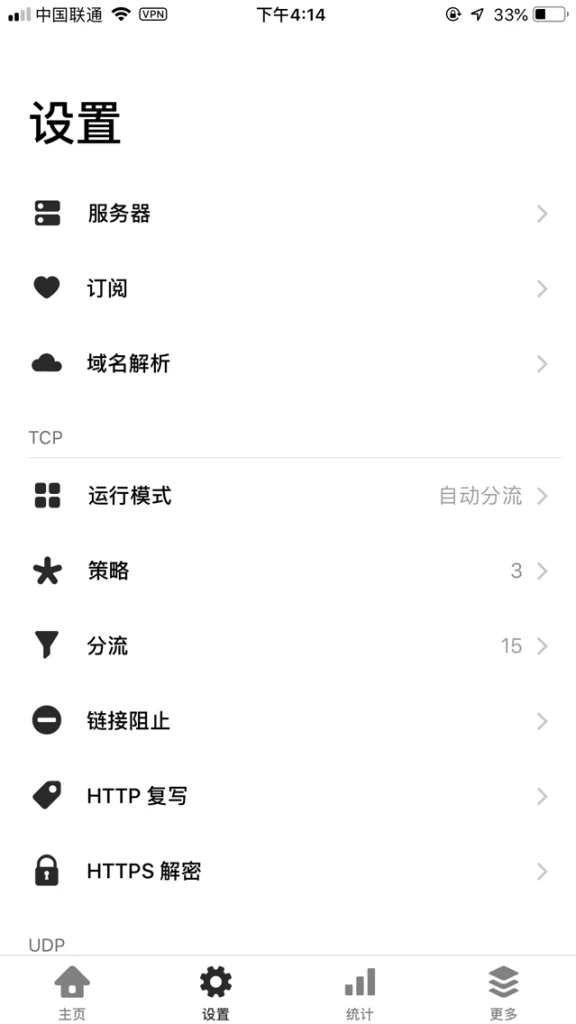 中国联通 VPN 下午4:14 33%
设置
服务器
订阅
域名解析
TCP
运行模式 自动分流
策略 3
分流 15
链接阻止
HTTP 复写
HTTPS 解密
UDP
主页 设置 统计 更多